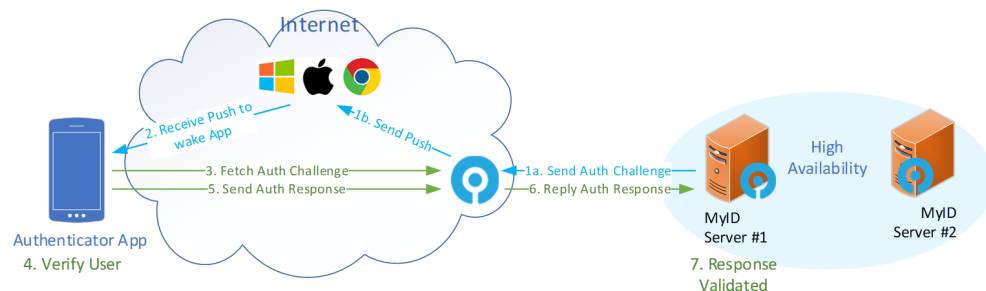 Internet
2. Receive Push to
wake App
1b. Send Push
3. Fetch Auth Challenge
5. Send Auth Response
1a. Send Auth Challenge
6. Reply Auth Response
High
Availability
MyID
Server #1
MyID
Server #2
Authenticator App
4. Verify User
7. Response
Validated